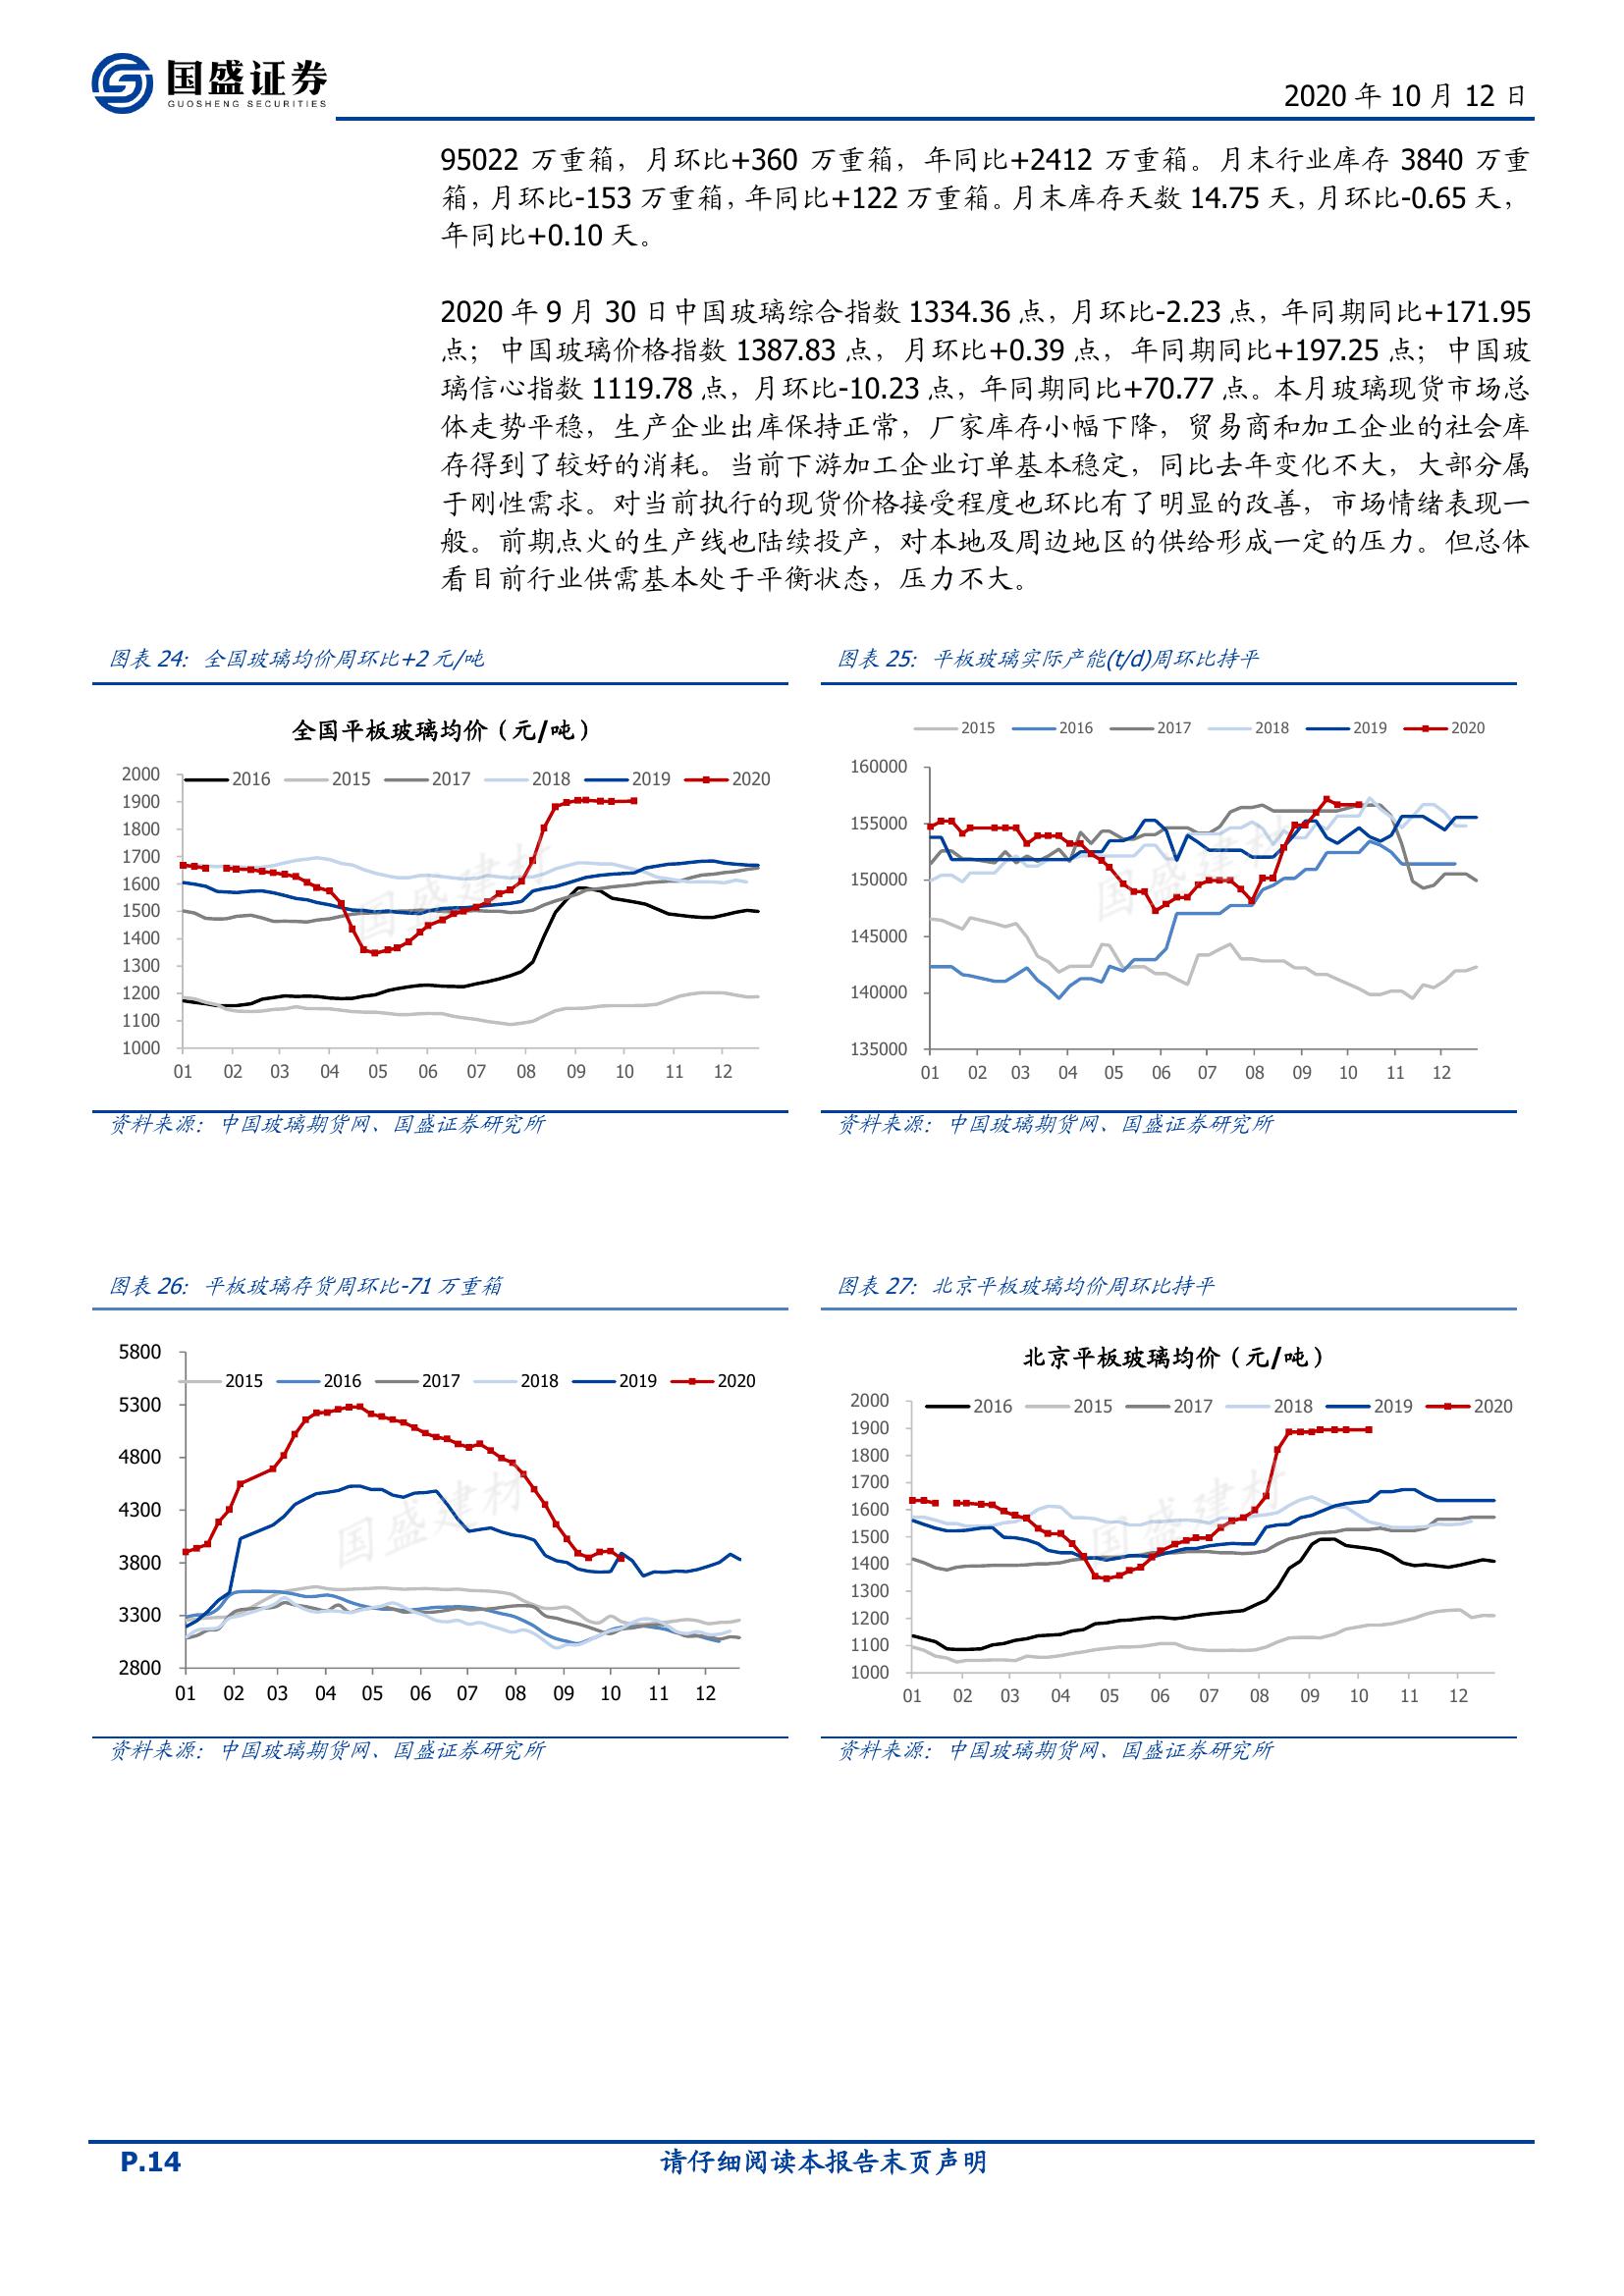 国盛证券
GUOSHENG SECURITIES
2020 年 10 月 12 日
95022 万重箱，月环比+360 万重箱，年同比+2412 万重箱。月末行业库存 3840 万重
箱，月环比-153 万重箱，年同比+122 万重箱。月末库存天数 14.75 天，月环比-0.65 天，
年同比+0.10 天。
2020 年 9 月 30 日中国玻璃综合指数 1334.36 点，月环比-2.23 点，年同期同比+171.95
点；中国玻璃价格指数 1387.83 点，月环比+0.39 点，年同期同比+197.25 点；中国玻
璃信心指数 1119.78 点，月环比-10.23 点，年同期同比+70.77 点。本月玻璃现货市场总
体走势平稳，生产企业出库保持正常，厂家库存小幅下降，贸易商和加工企业的社会库
存得到了较好的消耗。当前下游加工企业订单基本稳定，同比去年变化不大，大部分属
于刚性需求。对当前执行的现货价格接受程度也环比有了明显的改善，市场情绪表现一
般。前期点火的生产线也陆续投产，对本地及周边地区的供给形成一定的压力。但总体
看目前行业供需基本处于平衡状态，压力不大。
图表 24：全国玻璃均价周环比+2 元/吨
全国平板玻璃均价（元/吨）
2016 2015 2017 2018 2019 2020
2000
1900
1800
1700
1600
1500
1400
1300
1200
1100
1000
01 02 03 04 05 06 07 08 09 10 11 12
国盛建材
资料来源：中国玻璃期货网、国盛证券研究所
图表 25：平板玻璃实际产能(t/d)周环比持平
2015 2016 2017 2018 2019 2020
160000
155000
150000
145000
140000
135000
01 02 03 04 05 06 07 08 09 10 11 12
国盛建材
资料来源：中国玻璃期货网、国盛证券研究所
图表 26：平板玻璃存货周环比-71 万重箱
2015 2016 2017 2018 2019 2020
5800
5300
4800
4300
3800
3300
2800
01 02 03 04 05 06 07 08 09 10 11 12
国盛建材
资料来源：中国玻璃期货网、国盛证券研究所
图表 27：北京平板玻璃均价周环比持平
北京平板玻璃均价（元/吨）
2016 2015 2017 2018 2019 2020
2000
1900
1800
1700
1600
1500
1400
1300
1200
1100
1000
01 02 03 04 05 06 07 08 09 10 11 12
国盛建材
资料来源：中国玻璃期货网、国盛证券研究所
P.14
请仔细阅读本报告末页声明